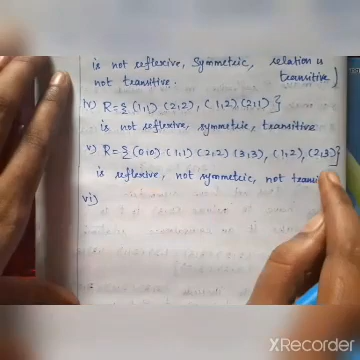 is not reflexive, symmetric, relation is
not transitive. transitive)
iv) R = { (1,1) (2,2), (1,2) (2,1) }
is not reflexive, symmetric, transitive
v) R = { (0,0) (1,1) (2,2) (3,3), (1,2), (2,3) }
is reflexive, not symmetric, not
vi)
XRecorder